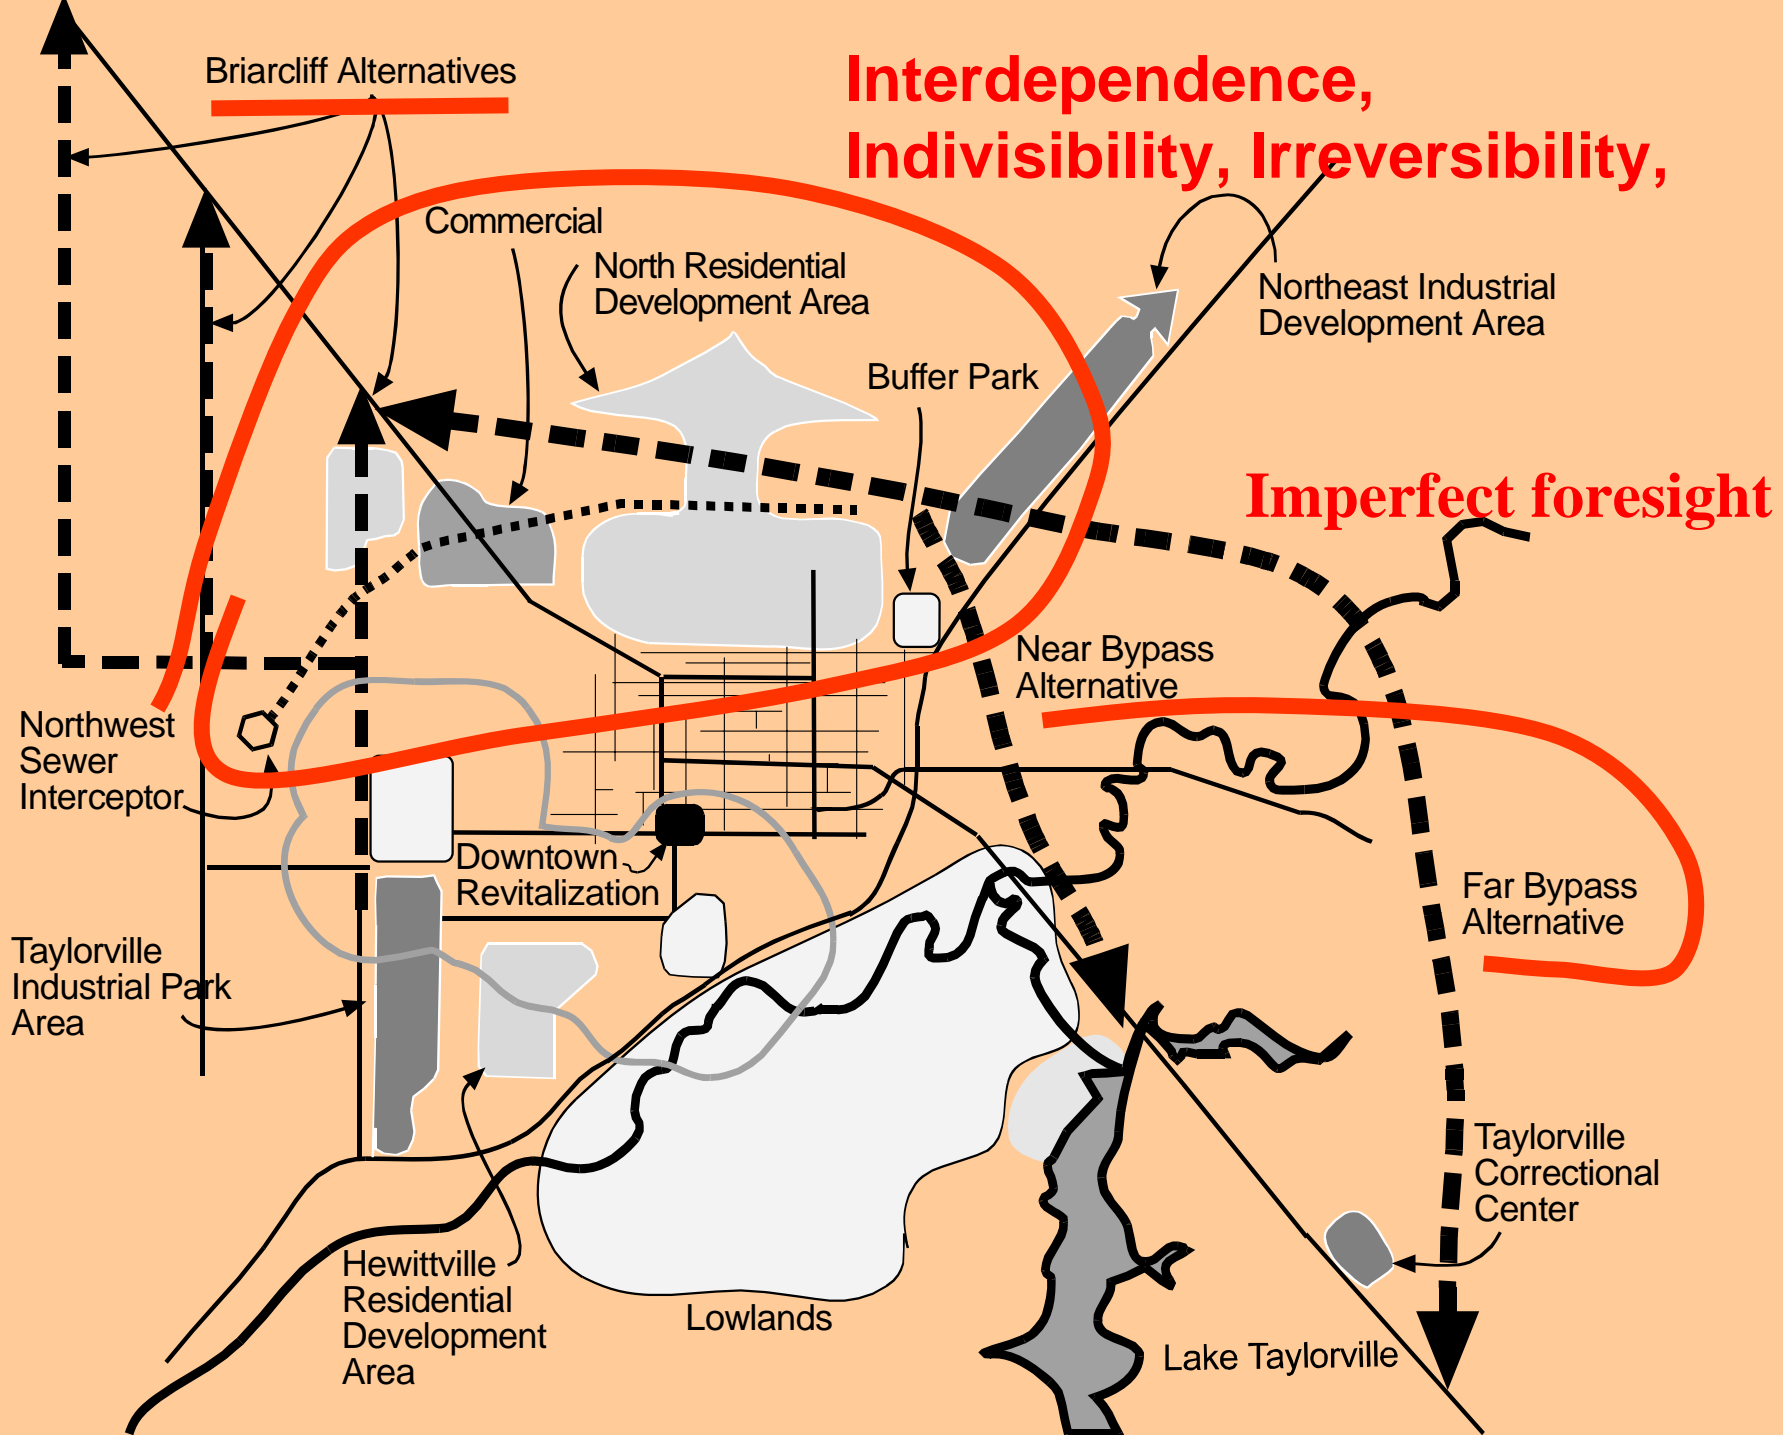 Briarcliff Alternatives
Interdependence,
Indivisibility, Irreversibility,
Commercial
North Residential
Development Area
Northeast Industrial
Development Area
Buffer Park
Imperfect foresight
Near Bypass
Alternative
Northwest
Sewer
Interceptor
Downtown
Revitalization
Far Bypass
Alternative
Taylorville
Industrial Park
Area
Taylorville
Correctional
Center
Hewittville
Residential
Development
Area
Lowlands
Lake Taylorville